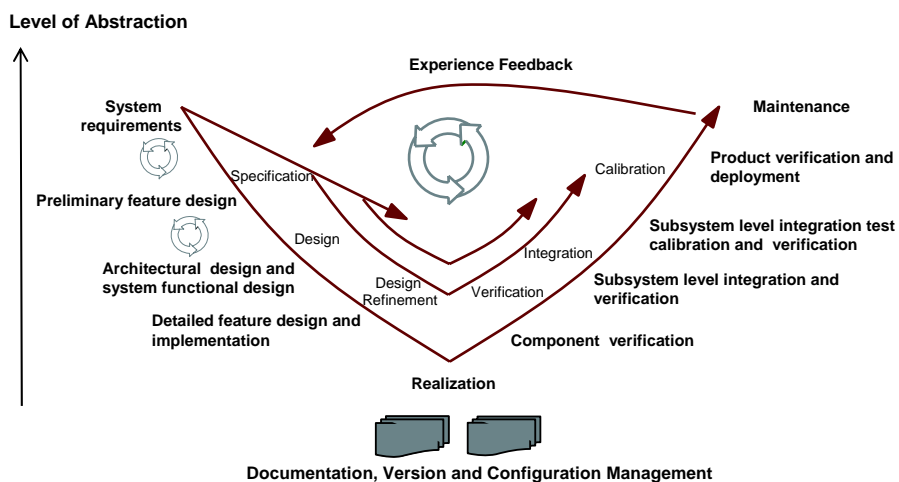 Level of Abstraction
Experience Feedback
System
requirements
Maintenance
Specification
Calibration
Product verification and
deployment
Preliminary feature design
Design
Subsystem level integration test
calibration and verification
Integration
Architectural design and
system functional design
Design
Refinement
Verification
Subsystem level integration and
verification
Detailed feature design and
implementation
Component verification
Realization
Documentation, Version and Configuration Management